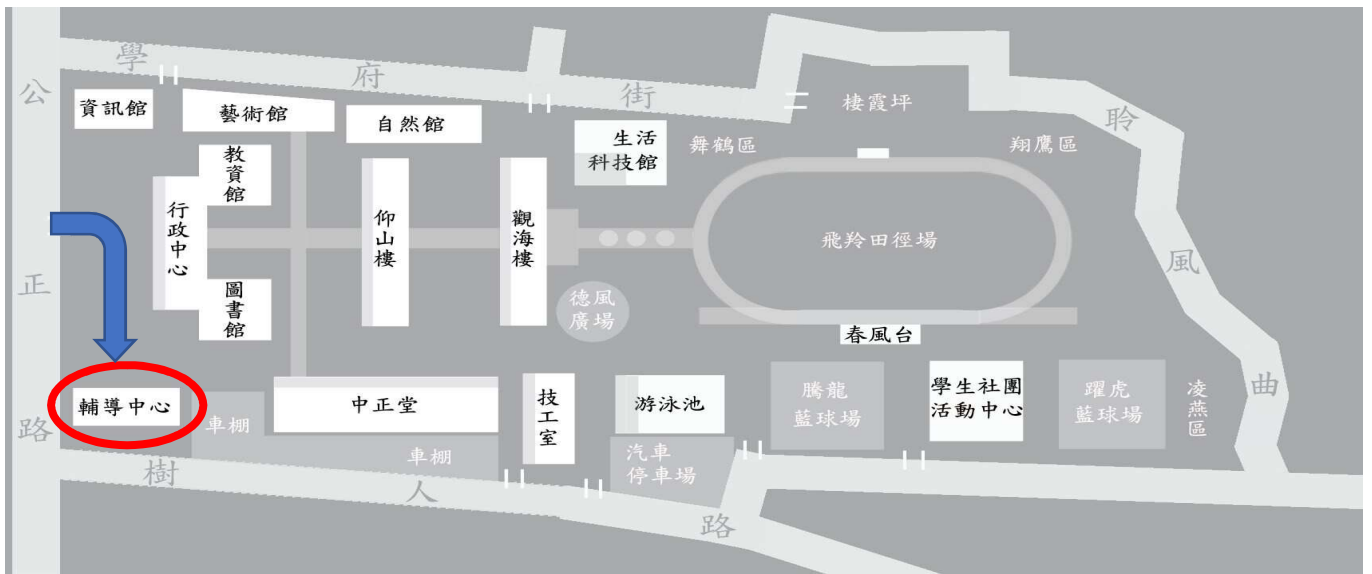 學府街
公正路
資訊館
藝術館
自然館
生活
科技館
棲霞坪
舞鶴區
翔鷹區
聆風曲
教資館
行政中心
仰山樓
觀海樓
飛羚田徑場
圖書館
德風
廣場
春風台
輔導中心
車棚
中正堂
車棚
技工室
游泳池
汽車
停車場
騰龍
藍球場
學生社團
活動中心
躍虎
藍球場
凌燕區
樹人路